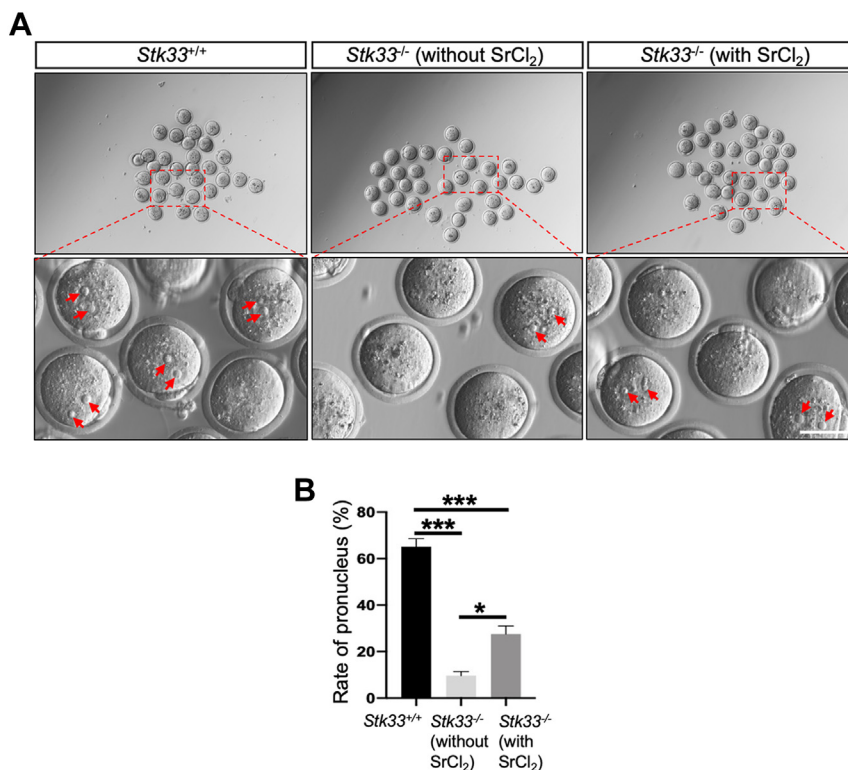 A
Stk33+/+
Stk33-/- (without SrCl2)
Stk33-/- (with SrCl2)
B
Rate of pronucleus (%)
80
60
40
20
0
***
***
*
Stk33+/+
Stk33-/-
(without
SrCl2)
Stk33-/-
(with
SrCl2)